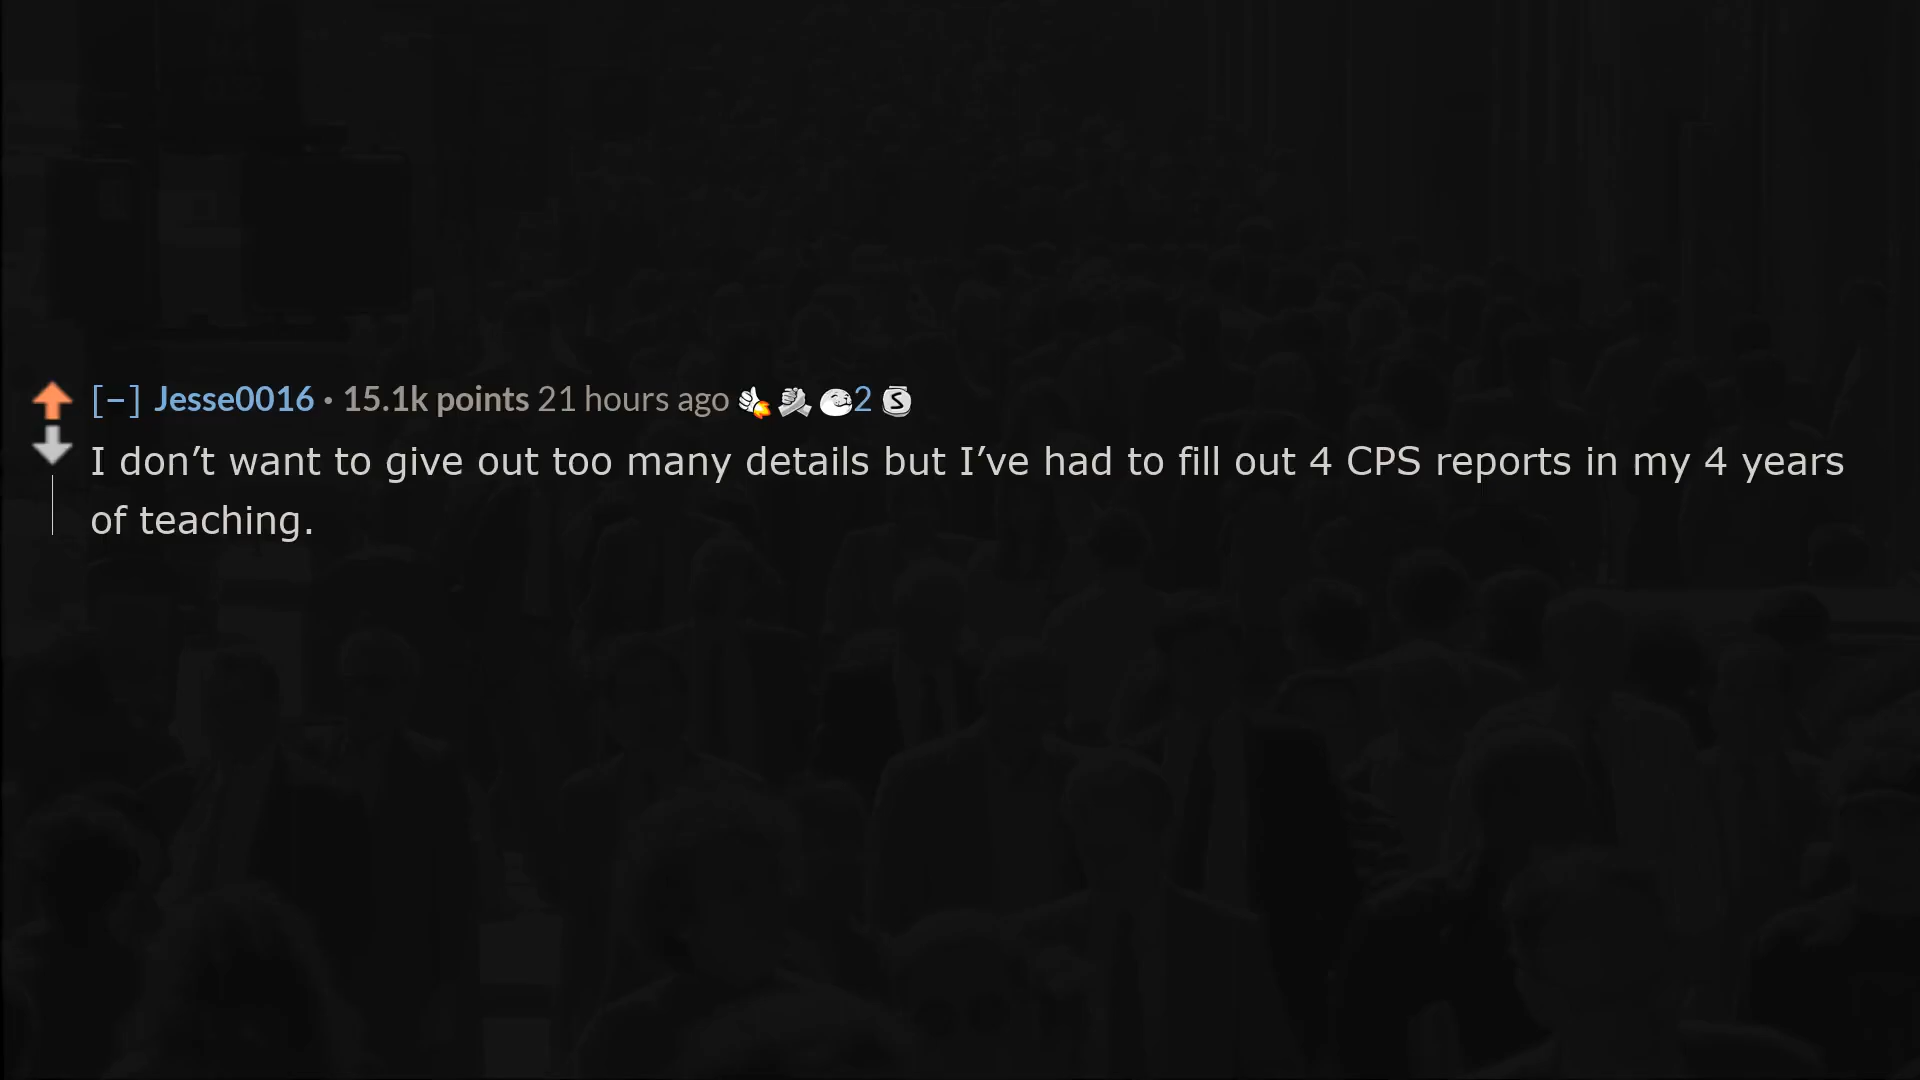 [−] Jesse0016 · 15.1k points 21 hours ago 2 S
I don’t want to give out too many details but I’ve had to fill out 4 CPS reports in my 4 years
of teaching.